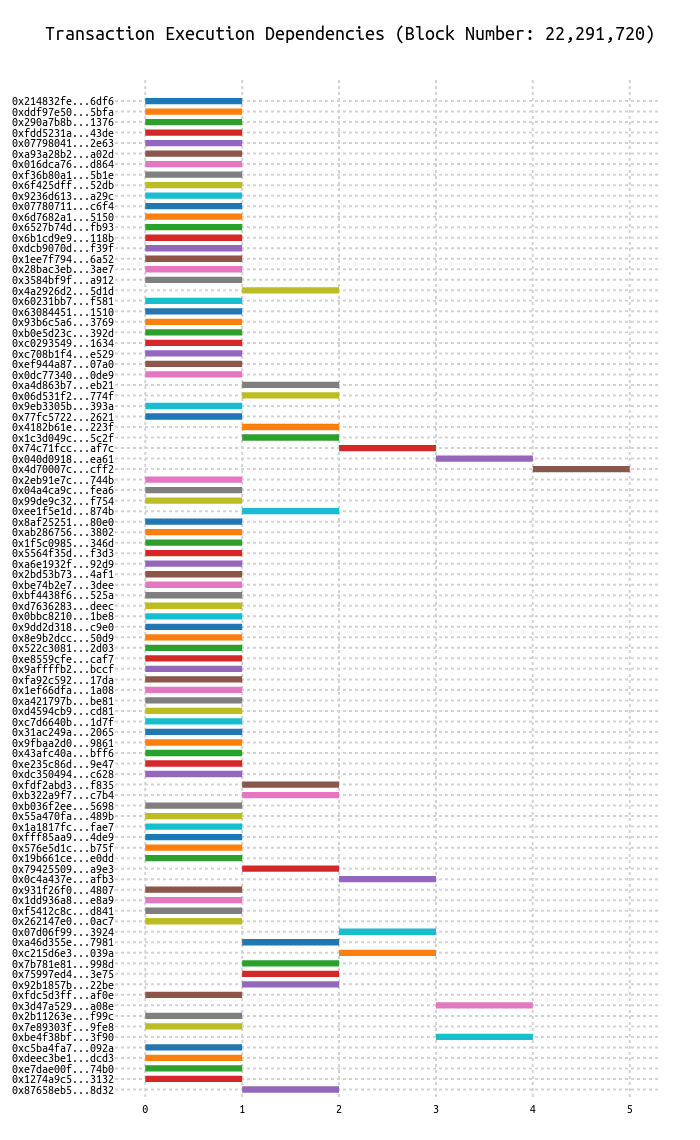 Transaction Execution Dependencies (Block Number: 22,291,720)
0x214832fe...6df6
0xddf97e50...5bfa
0x290a7b8b...1376
0xfdd5231a...43de
0x07798041...2e63
0xa93a28b2...a02d
0x016dca76...d864
0xf36b80a1...5b1e
0x6f425dff...52db
0x9236d613...a29c
0x07780711...c6f4
0x6d7682a1...5150
0x6527b74d...fb93
0x6b1cd9e9...118b
0xdcb9070d...f39f
0x1ee7f794...6a52
0x28bac3eb...3ae7
0x3584bf9f...a912
0x4a2926d2...5d1d
0x60231bb7...f581
0x63084451...1510
0x93b6c5a6...3769
0xb0e5d23c...392d
0xc0293549...1634
0xc708b1f4...e529
0xef944a87...07a0
0x0dc77340...0de9
0xa4d863b7...eb21
0x06d531f2...774f
0x9eb3305b...393a
0x77fc5722...2621
0x4182b61e...223f
0x1c3d049c...5c2f
0x74c71fcc...af7c
0x040d0918...ea61
0x4d70007c...cff2
0x2eb91e7c...744b
0x04a4ca9c...fea6
0x99de9c32...f754
0xee1f5e1d...874b
0x8af25251...80e0
0xab286756...3802
0x1f5c0985...346d
0x5564f35d...f3d3
0xa6e1932f...92d9
0x2bd53b73...4af1
0xbe74b2e7...3dee
0xbf4438f6...525a
0xd7636283...deec
0x0bbc8210...1be8
0x9dd2d318...c9e0
0x8e9b2dcc...50d9
0x522c3081...2d03
0xe8559cfe...caf7
0x9affffb2...bccf
0xfa92c592...17da
0x1ef66dfa...1a08
0xa421797b...be81
0xd4594cb9...cd81
0xc7d6640b...1d7f
0x31ac249a...2065
0x9fbaa2d0...9861
0x43afc40a...bff6
0xe235c86d...9e47
0xdc350494...c628
0xfdf2abd3...f835
0xb322a9f7...c7b4
0xb036f2ee...5698
0x55a470fa...489b
0x1a1817fc...fae7
0xfff85aa9...4de9
0x576e5d1c...b75f
0x19b661ce...e0dd
0x79425509...a9e3
0x0c4a437e...afb3
0x931f26f0...4807
0x1dd936a8...e8a9
0xf5412c8c...d841
0x262147e0...0ac7
0x07d06f99...3924
0xa46d355e...7981
0xc215d6e3...039a
0x7b781e81...998d
0x75997ed4...3e75
0x92b1857b...22be
0xfdc5d3ff...af0e
0x3d47a529...a08e
0x2b11263e...f99c
0x7e89303f...9fe8
0xbe4f38bf...3f90
0xc5ba4fa7...092a
0xdeec3be1...dcd3
0xe7dae00f...74b0
0x1274a9c5...3132
0x87658eb5...8d32
0 1 2 3 4 5